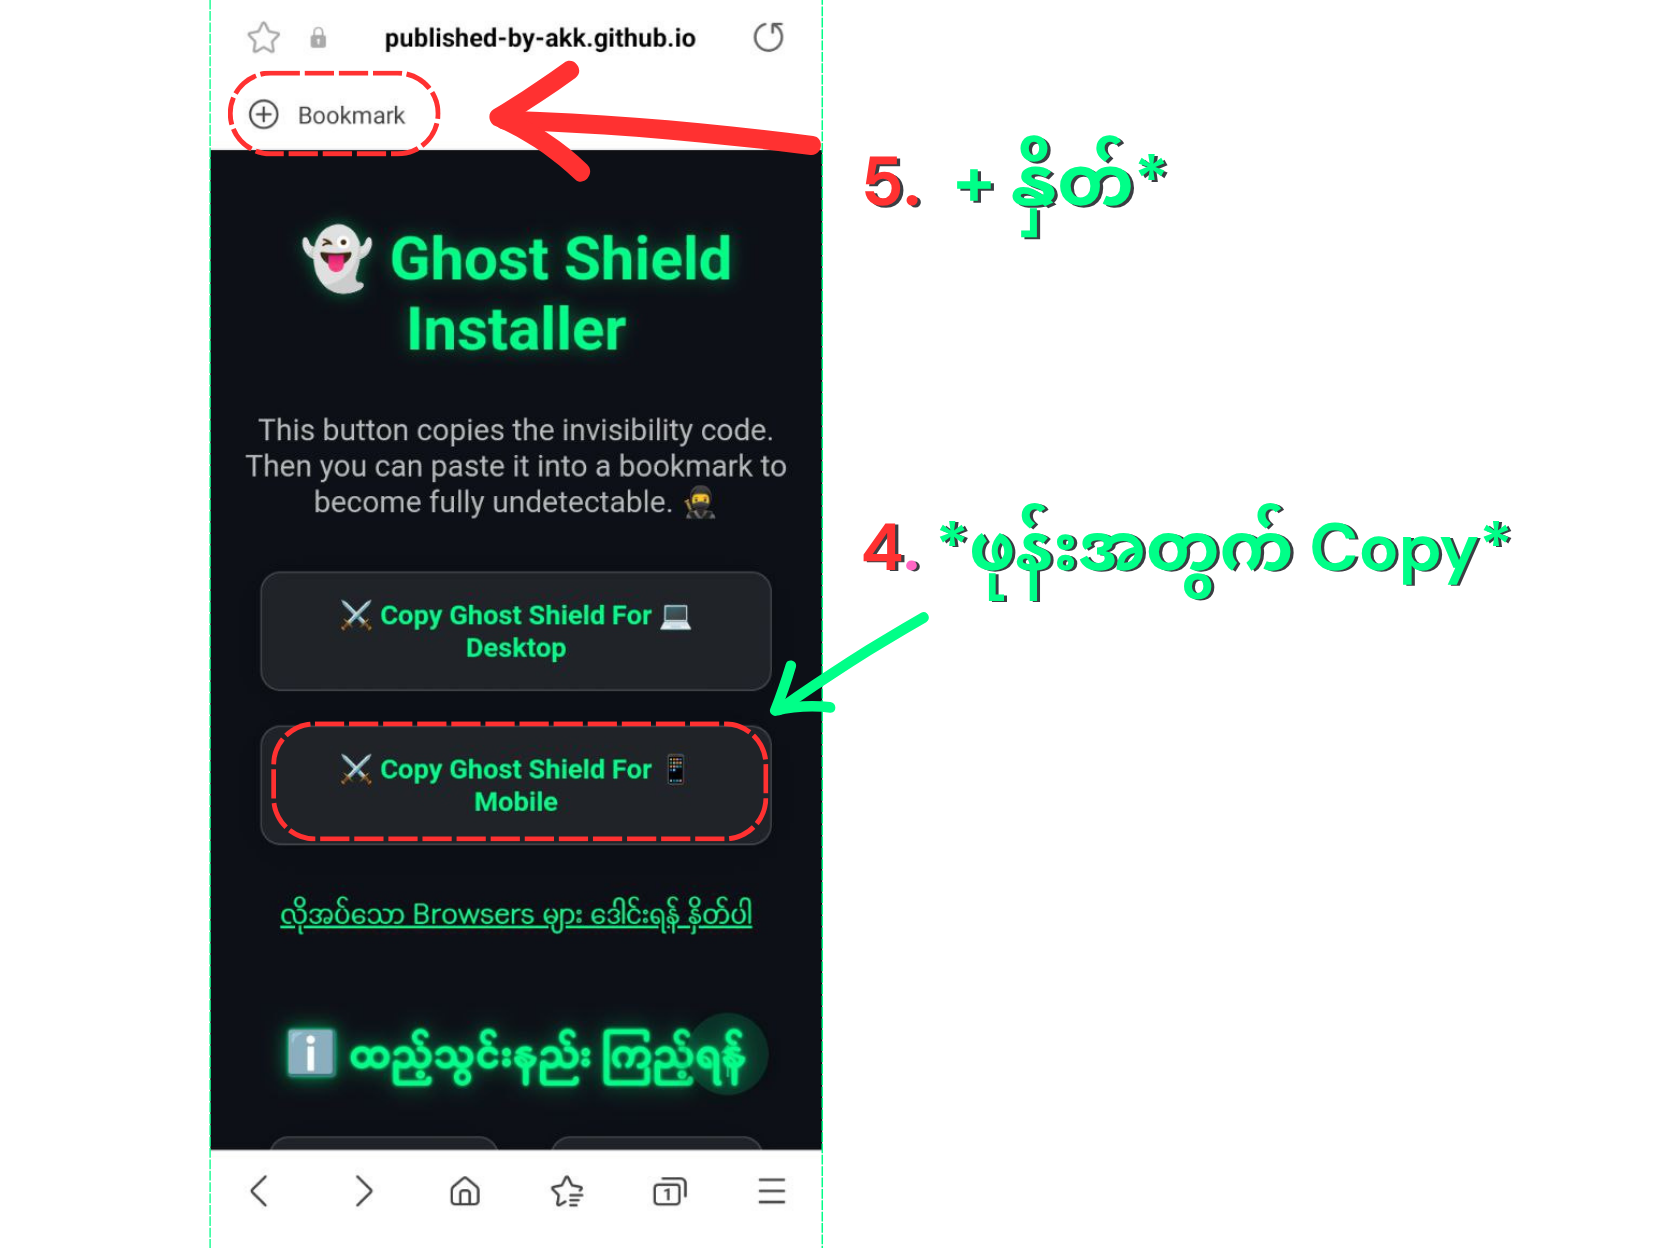 published-by-akk.github.io
Bookmark
5. + နှိတ်*
👻 Ghost Shield
Installer
This button copies the invisibility code.
Then you can paste it into a bookmark to
become fully undetectable. 🥷
4. *ဖုန်းအတွက် Copy*
⚔️ Copy Ghost Shield For 💻
Desktop
⚔️ Copy Ghost Shield For 📱
Mobile
လိုအပ်သော Browsers များ ဒေါင်းရန် နှိတ်ပါ
ℹ️ ထည့်သွင်းနည်း ကြည့်ရန်
1